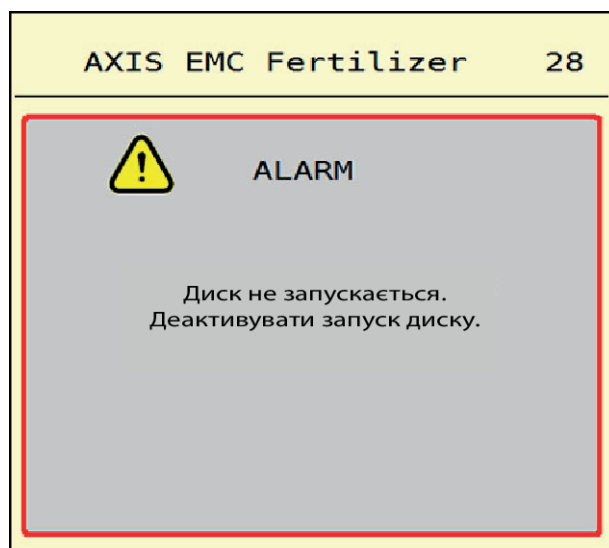 AXIS EMC Fertilizer 28
ALARM
Диск не запускається.
Деактивувати запуск диску.